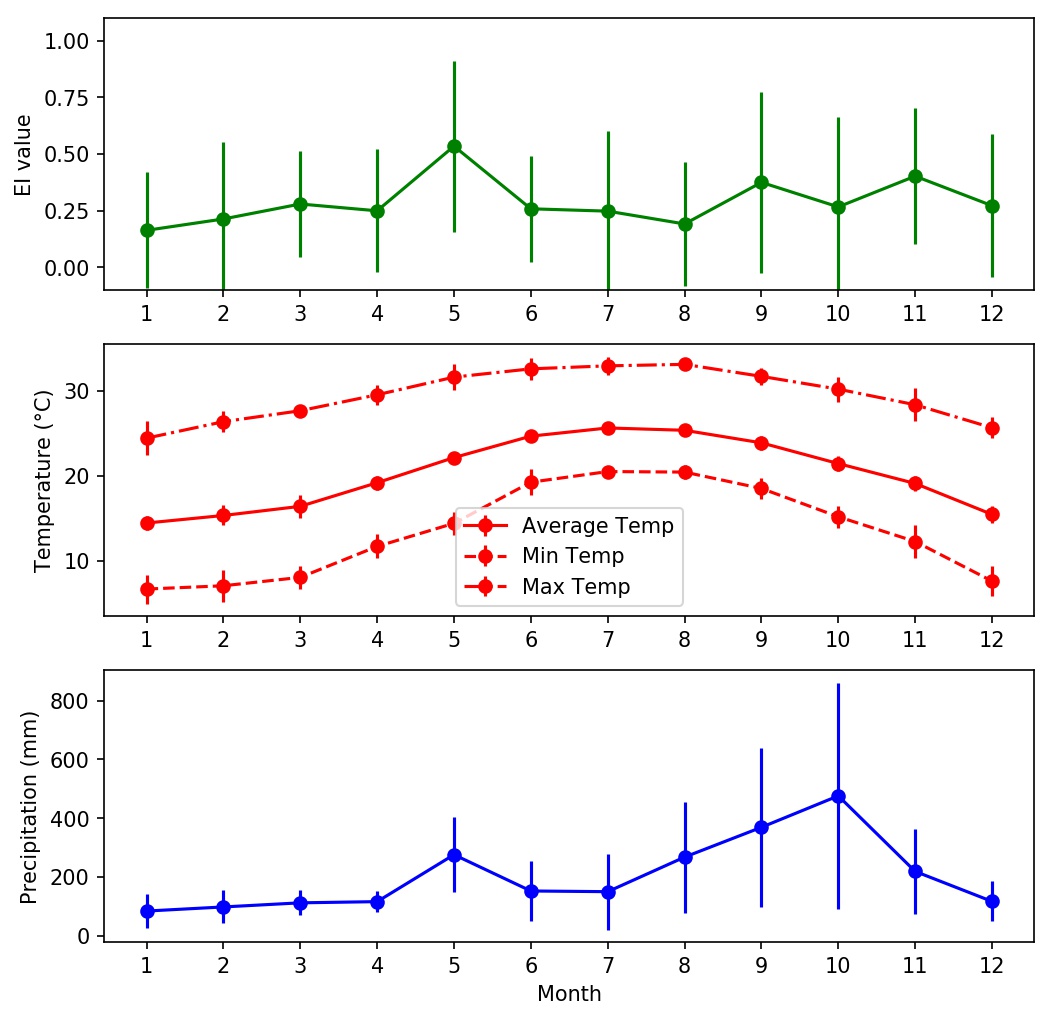 EI value
1.00
0.75
0.50
0.25
0.00
1 2 3 4 5 6 7 8 9 10 11 12
Temperature (°C)
30
20
10
Average Temp
Min Temp
Max Temp
1 2 3 4 5 6 7 8 9 10 11 12
Precipitation (mm)
800
600
400
200
0
1 2 3 4 5 6 7 8 9 10 11 12
Month